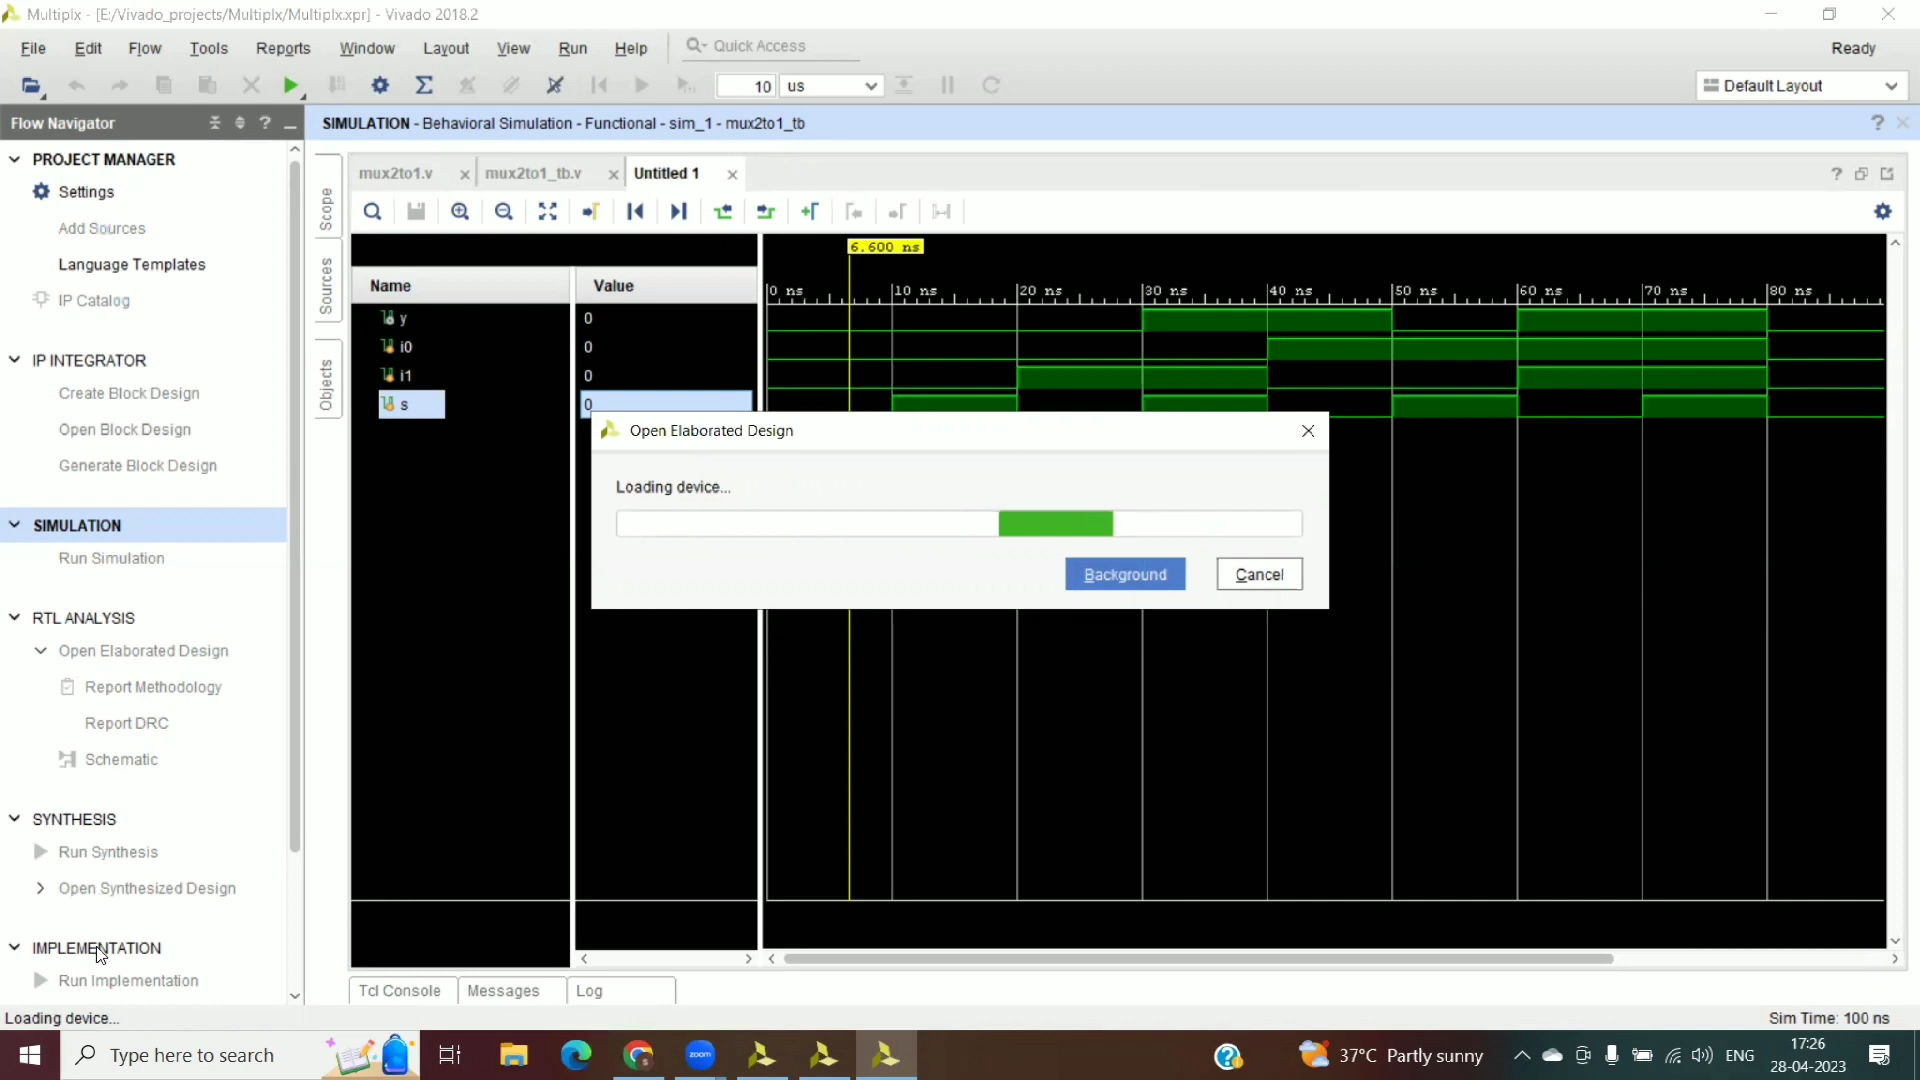 Multiplx - [E:/Vivado_projects/Multiplx/Multiplx.xpr] - Vivado 2018.2
File Edit Flow Tools Reports Window Layout View Run Help Quick Access Ready
10 us Default Layout
Flow Navigator
SIMULATION - Behavioral Simulation - Functional - sim_1 - mux2to1_tb
PROJECT MANAGER
Settings
Add Sources
Language Templates
IP Catalog
IP INTEGRATOR
Create Block Design
Open Block Design
Generate Block Design
SIMULATION
Run Simulation
RTL ANALYSIS
Open Elaborated Design
Report Methodology
Report DRC
Schematic
SYNTHESIS
Run Synthesis
Open Synthesized Design
IMPLEMENTATION
Run Implementation
Scope
Sources
Objects
mux2to1.v mux2to1_tb.v Untitled 1
6.600 ns
Name Value
0 ns 10 ns 20 ns 30 ns 40 ns 50 ns 60 ns 70 ns 80 ns
y 0
i0 0
i1 0
s 0
Open Elaborated Design
Loading device...
Background Cancel
Tcl Console Messages Log
Loading device... Sim Time: 100 ns
Type here to search
zoom
37°C Partly sunny
ENG
17:26
28-04-2023